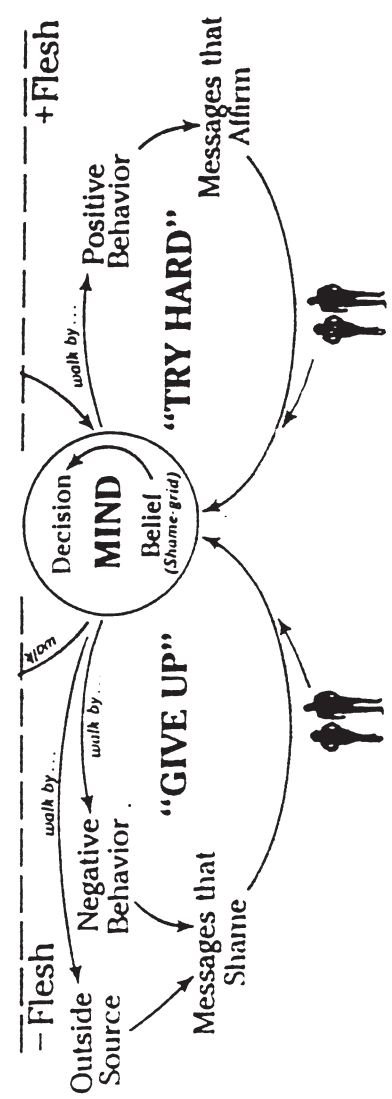 – Flesh
+Flesh
Outside
Source
walk by...
walk by...
walk
Negative
Behavior
Messages that
Shame
"GIVE UP"
Decision
MIND
Belief
(Shame-grid)
walk by...
Positive
Behavior
"TRY HARD"
Messages that
Affirm